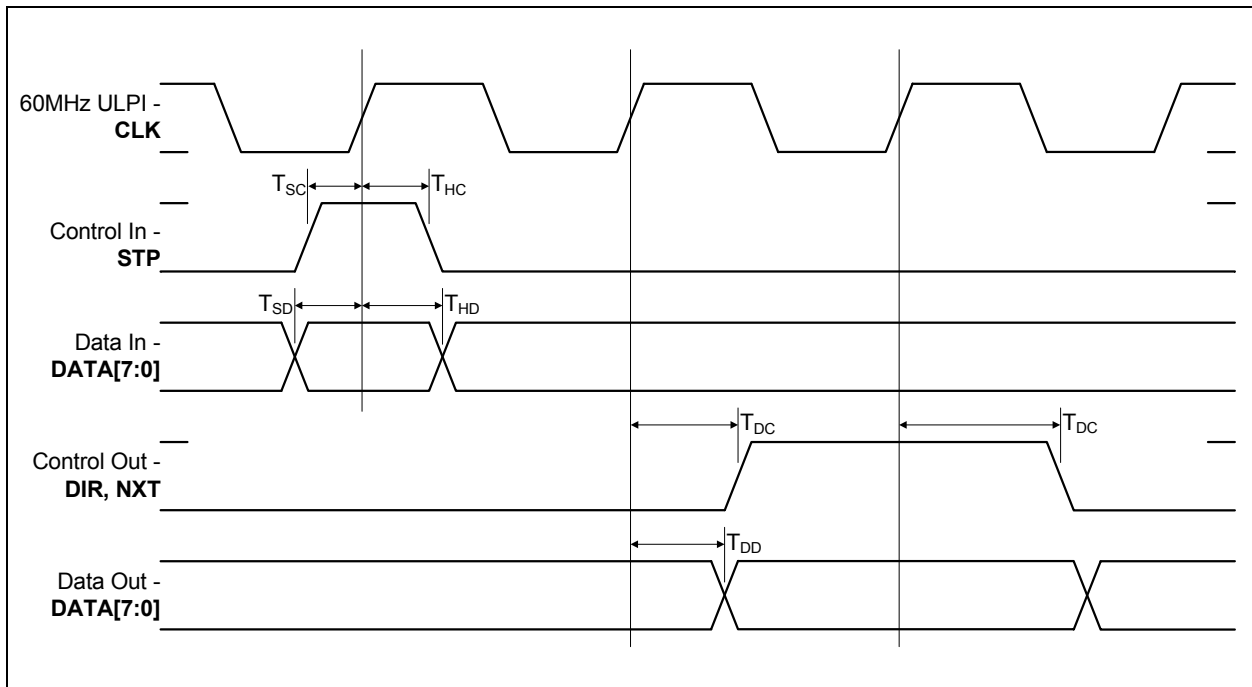 60MHz ULPI -
CLK
T_SC
T_HC
Control In -
STP
T_SD
T_HD
Data In -
DATA[7:0]
T_DC
T_DC
Control Out -
DIR, NXT
T_DD
Data Out -
DATA[7:0]